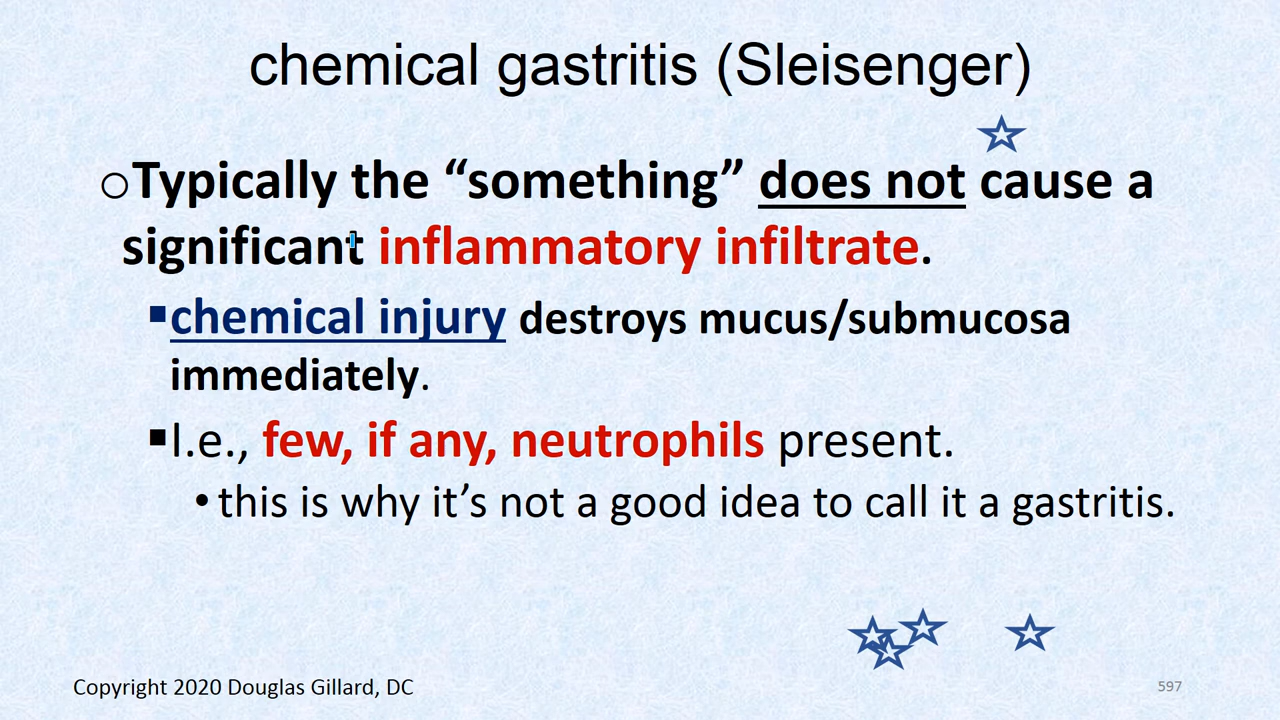 chemical gastritis (Sleisenger)
oTypically the “something” does not cause a
significant inflammatory infiltrate.
▪chemical injury destroys mucus/submucosa
immediately.
▪I.e., few, if any, neutrophils present.
•this is why it’s not a good idea to call it a gastritis.
Copyright 2020 Douglas Gillard, DC
597